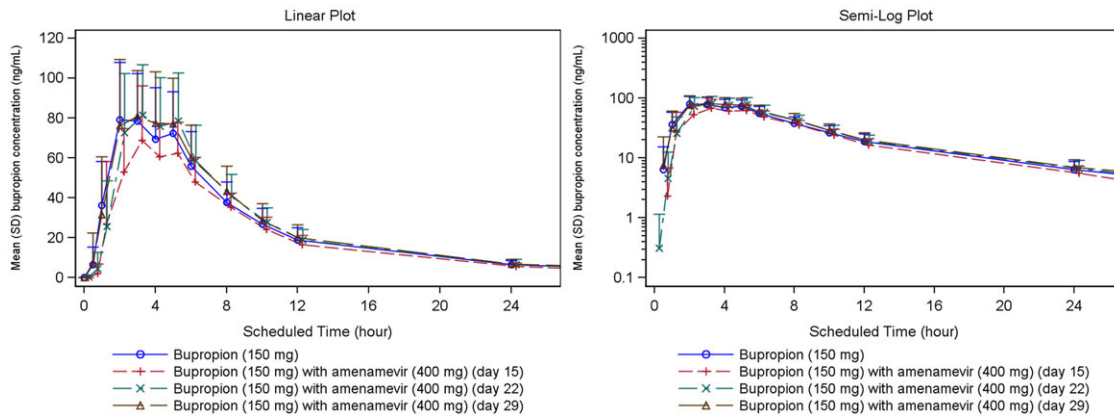 Linear Plot
Mean (SD) bupropion concentration (ng/mL)
120
100
80
60
40
20
0
0 4 8 12 16 20 24
Scheduled Time (hour)
Bupropion (150 mg)
Bupropion (150 mg) with amenamevir (400 mg) (day 15)
Bupropion (150 mg) with amenamevir (400 mg) (day 22)
Bupropion (150 mg) with amenamevir (400 mg) (day 29)
Semi-Log Plot
Mean (SD) bupropion concentration (ng/mL)
1000
100
10
1
0.1
0 4 8 12 16 20 24
Scheduled Time (hour)
Bupropion (150 mg)
Bupropion (150 mg) with amenamevir (400 mg) (day 15)
Bupropion (150 mg) with amenamevir (400 mg) (day 22)
Bupropion (150 mg) with amenamevir (400 mg) (day 29)